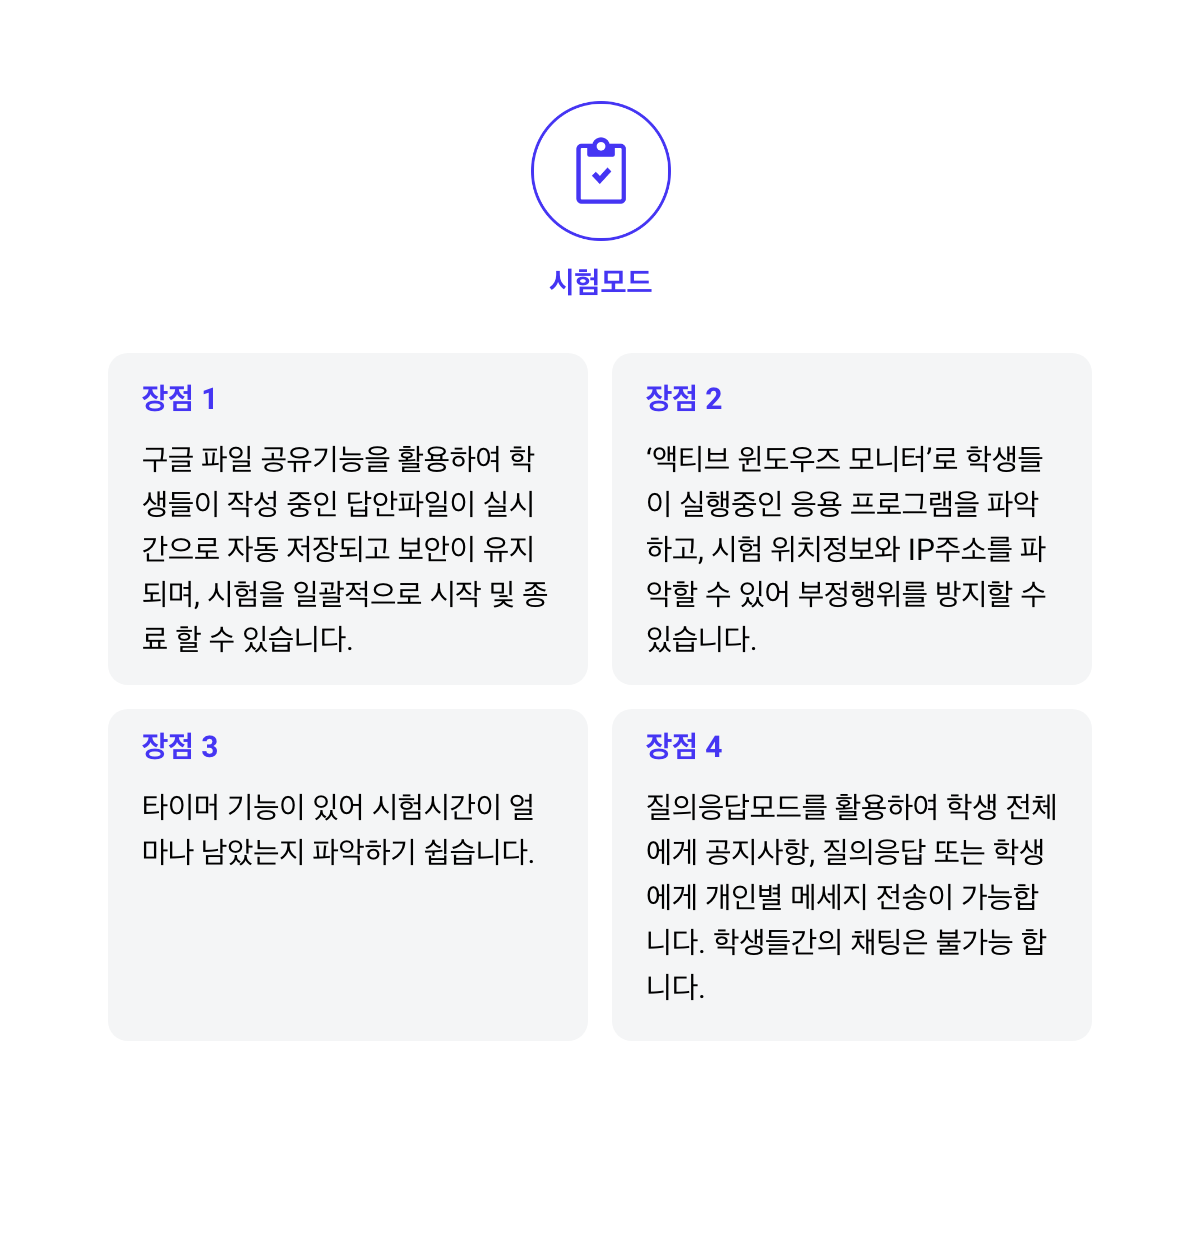 시험모드
장점 1
구글 파일 공유기능을 활용하여 학
생들이 작성 중인 답안파일이 실시
간으로 자동 저장되고 보안이 유지
되며, 시험을 일괄적으로 시작 및 종
료 할 수 있습니다.
장점 2
‘액티브 윈도우즈 모니터’로 학생들
이 실행중인 응용 프로그램을 파악
하고, 시험 위치정보와 IP주소를 파
악할 수 있어 부정행위를 방지할 수
있습니다.
장점 3
타이머 기능이 있어 시험시간이 얼
마나 남았는지 파악하기 쉽습니다.
장점 4
질의응답모드를 활용하여 학생 전체
에게 공지사항, 질의응답 또는 학생
에게 개인별 메세지 전송이 가능합
니다. 학생들간의 채팅은 불가능 합
니다.